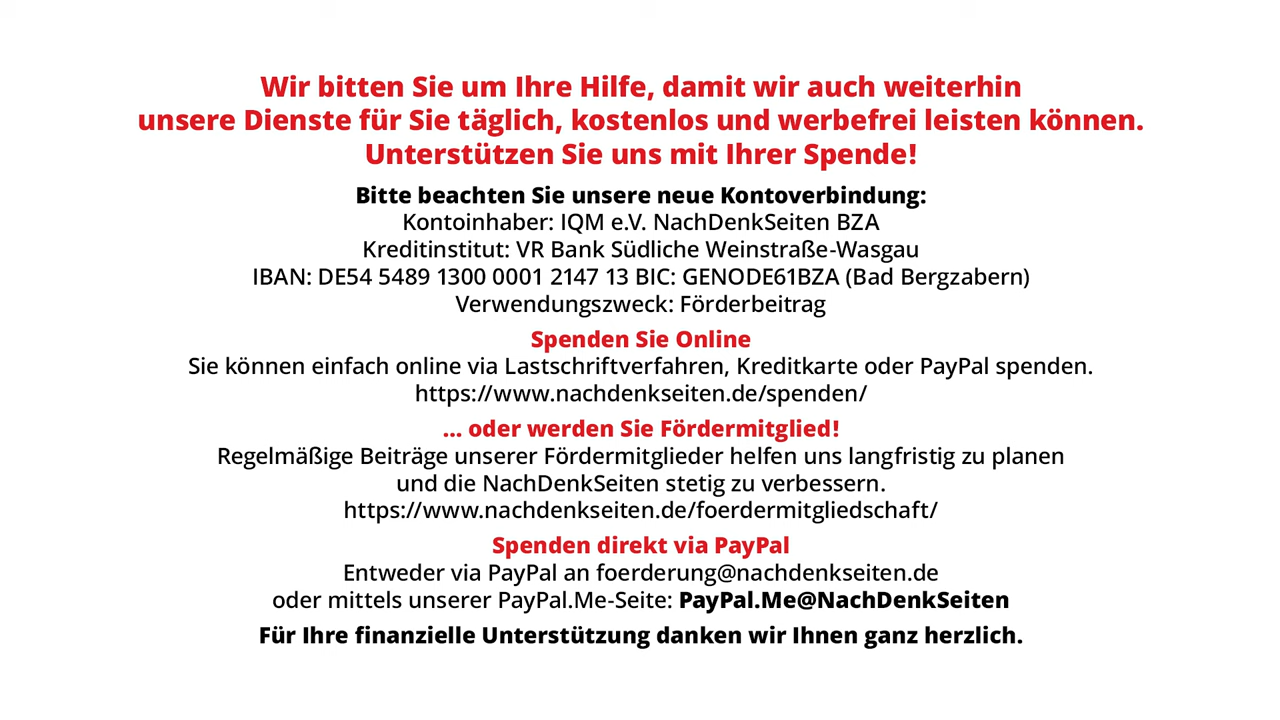 Wir bitten Sie um Ihre Hilfe, damit wir auch weiterhin
unsere Dienste für Sie täglich, kostenlos und werbefrei leisten können.
Unterstützen Sie uns mit Ihrer Spende!
Bitte beachten Sie unsere neue Kontoverbindung:
Kontoinhaber: IQM e.V. NachDenkSeiten BZA
Kreditinstitut: VR Bank Südliche Weinstraße-Wasgau
IBAN: DE54 5489 1300 0001 2147 13 BIC: GENODE61BZA (Bad Bergzabern)
Verwendungszweck: Förderbeitrag
Spenden Sie Online
Sie können einfach online via Lastschriftverfahren, Kreditkarte oder PayPal spenden.
https://www.nachdenkseiten.de/spenden/
... oder werden Sie Fördermitglied!
Regelmäßige Beiträge unserer Fördermitglieder helfen uns langfristig zu planen
und die NachDenkSeiten stetig zu verbessern.
https://www.nachdenkseiten.de/foerdermitgliedschaft/
Spenden direkt via PayPal
Entweder via PayPal an foerderung@nachdenkseiten.de
oder mittels unserer PayPal.Me-Seite: PayPal.Me@NachDenkSeiten
Für Ihre finanzielle Unterstützung danken wir Ihnen ganz herzlich.